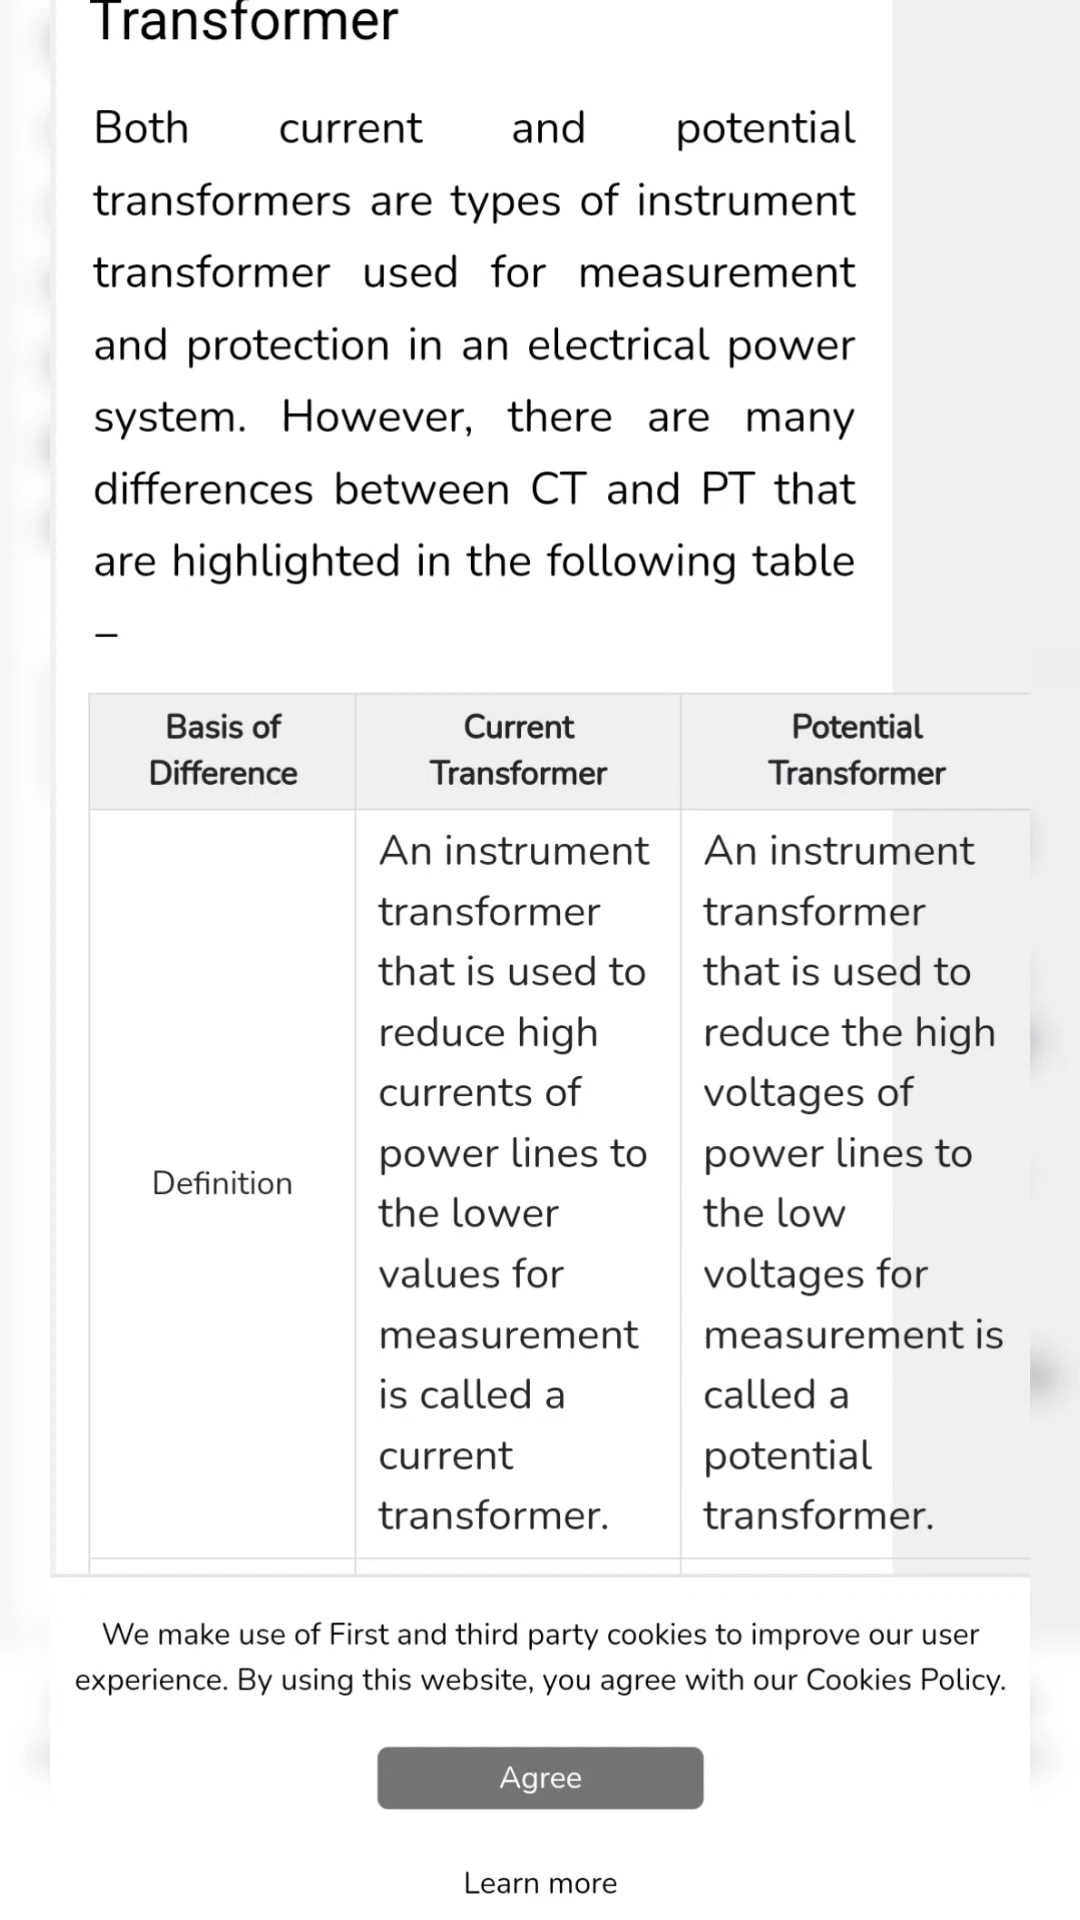 Transformer
Both current and potential
transformers are types of instrument
transformer used for measurement
and protection in an electrical power
system. However, there are many
differences between CT and PT that
are highlighted in the following table
–
Basis of Difference
Current Transformer
Potential Transformer
Definition
An instrument
transformer
that is used to
reduce high
currents of
power lines to
the lower
values for
measurement
is called a
current
transformer.
An instrument
transformer
that is used to
reduce the high
voltages of
power lines to
the low
voltages for
measurement is
called a
potential
transformer.
We make use of First and third party cookies to improve our user
experience. By using this website, you agree with our Cookies Policy.
Agree
Learn more